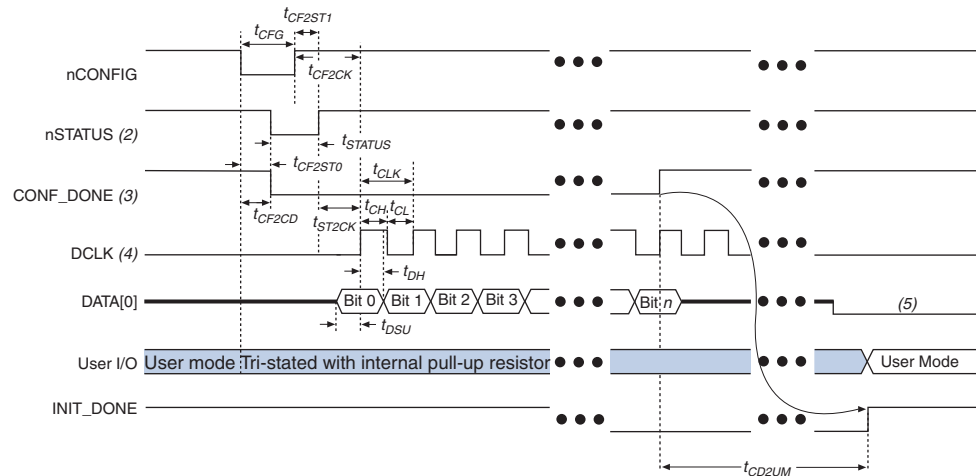 tCF2ST1
tCFG
nCONFIG
tCF2CK
nSTATUS (2)
tSTATUS
tCF2ST0
tCLK
CONF_DONE (3)
tCF2CD
tST2CK
tCH
tCL
DCLK (4)
tDH
DATA[0]
Bit 0
Bit 1
Bit 2
Bit 3
Bit n
(5)
tDSU
User I/O
User mode
Tri-stated with internal pull-up resistor
User Mode
INIT_DONE
tCD2UM